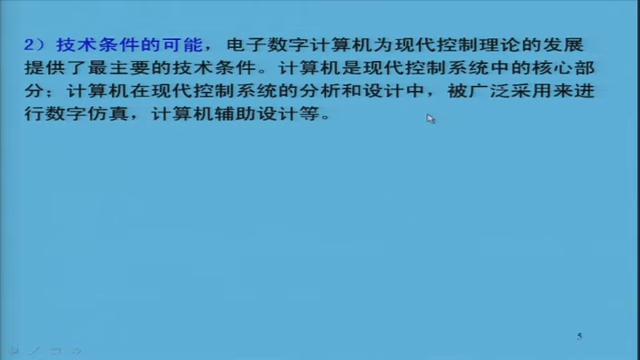 2）技术条件的可能，电子数字计算机为现代控制理论的发展
提供了最主要的技术条件。计算机是现代控制系统中的核心部
分；计算机在现代控制系统的分析和设计中，被广泛采用来进
行数字仿真，计算机辅助设计等。
5